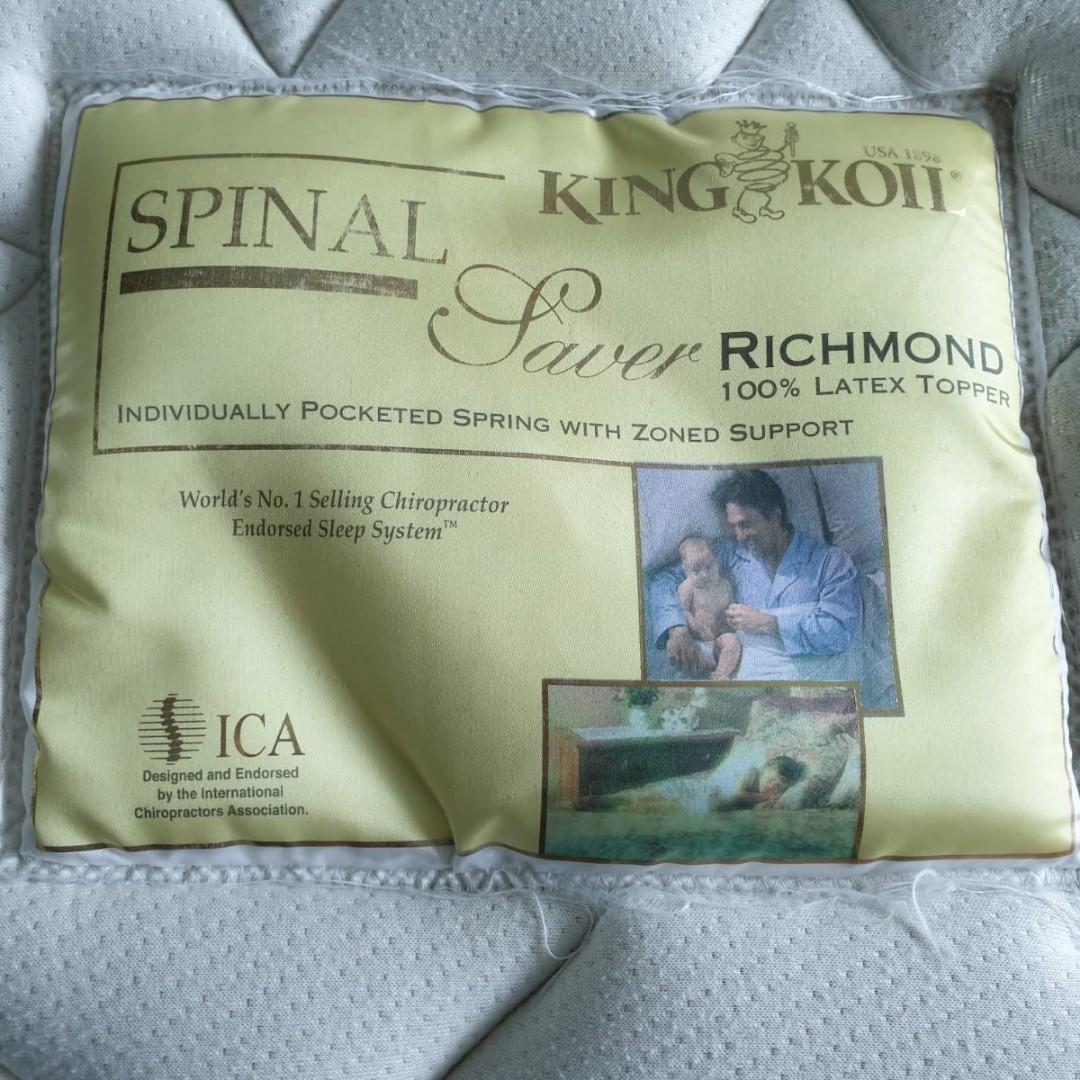 USA 1898
KING KOIL®
SPINAL
Saver
RICHMOND
100% LATEX TOPPER
INDIVIDUALLY POCKETED SPRING WITH ZONED SUPPORT
World's No. 1 Selling Chiropractor
Endorsed Sleep System™
ICA
Designed and Endorsed
by the International
Chiropractors Association.